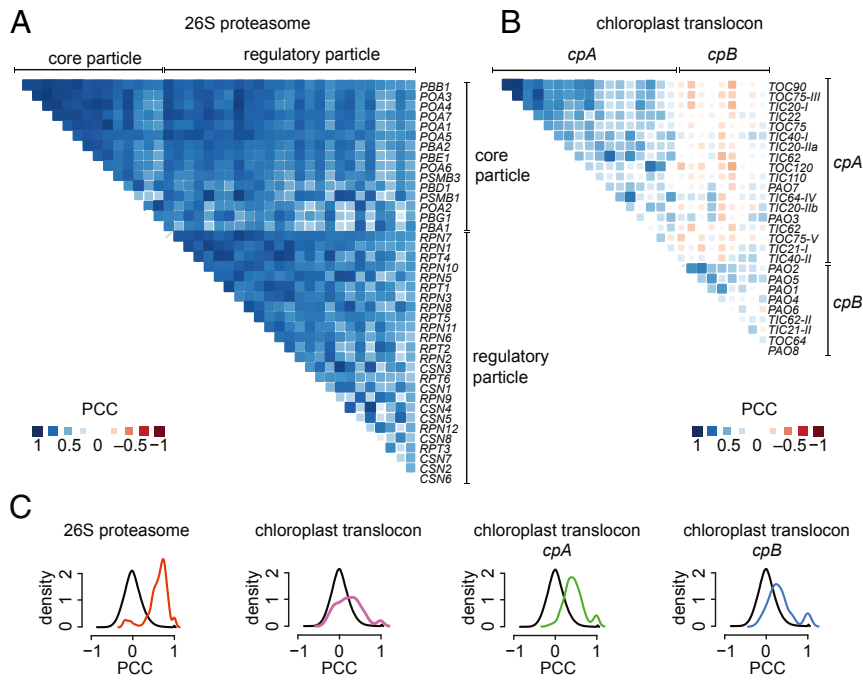 A
26S proteasome
core particle
regulatory particle
PBB1
POA3
POA4
POA7
POA1
POA5
PBA2
PBE1
POA6
PSMB3
PBD1
PSMB1
POA2
PBG1
PBA1
RPN7
RPN1
RPT4
RPN10
RPN5
RPT1
RPN3
RPN8
RPT5
RPN11
RPN6
RPT2
RPN2
CSN3
RPT6
CSN1
RPN9
CSN4
CSN5
RPN12
CSN8
RPT3
CSN7
CSN2
CSN6
core
particle
regulatory
particle
PCC
1 0.5 0 −0.5 −1
B
chloroplast translocon
cpA
cpB
TOC90
TOC75-III
TIC20-I
TIC22
TOC75
TIC40-I
TIC20-IIa
TIC62
TOC120
TIC110
PAO7
TIC64-IV
TIC20-IIb
PAO3
TIC62
TOC75-V
TIC21-I
TIC40-II
PAO2
PAO5
PAO1
PAO4
PAO6
TIC62-II
TIC21-II
TOC64
PAO8
cpA
cpB
PCC
1 0.5 0 −0.5 −1
C
26S proteasome
density
2
1
0
−1 0 1
PCC
chloroplast translocon
density
2
1
0
−1 0 1
PCC
chloroplast translocon
cpA
density
2
1
0
−1 0 1
PCC
chloroplast translocon
cpB
density
2
1
0
−1 0 1
PCC